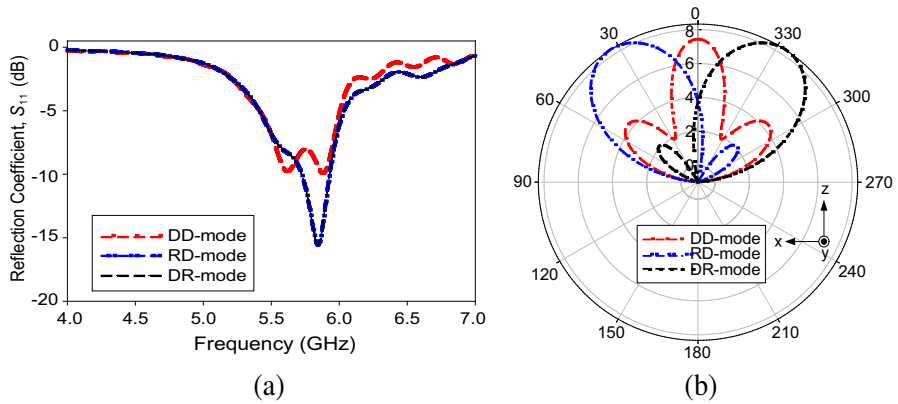 (a)
0
-5
-10
-15
-20
Reflection Coefficient, S11 (dB)
4.0 5.0 5.5 6.0 6.5 7.0
Frequency (GHz)
DD-mode
RD-mode
DR-mode
(a)
(b)
0
30
330
60
300
90
270
120
240
150
210
180
8
6
4
2
0
z
x
y
DD-mode
RD-mode
DR-mode
(b)